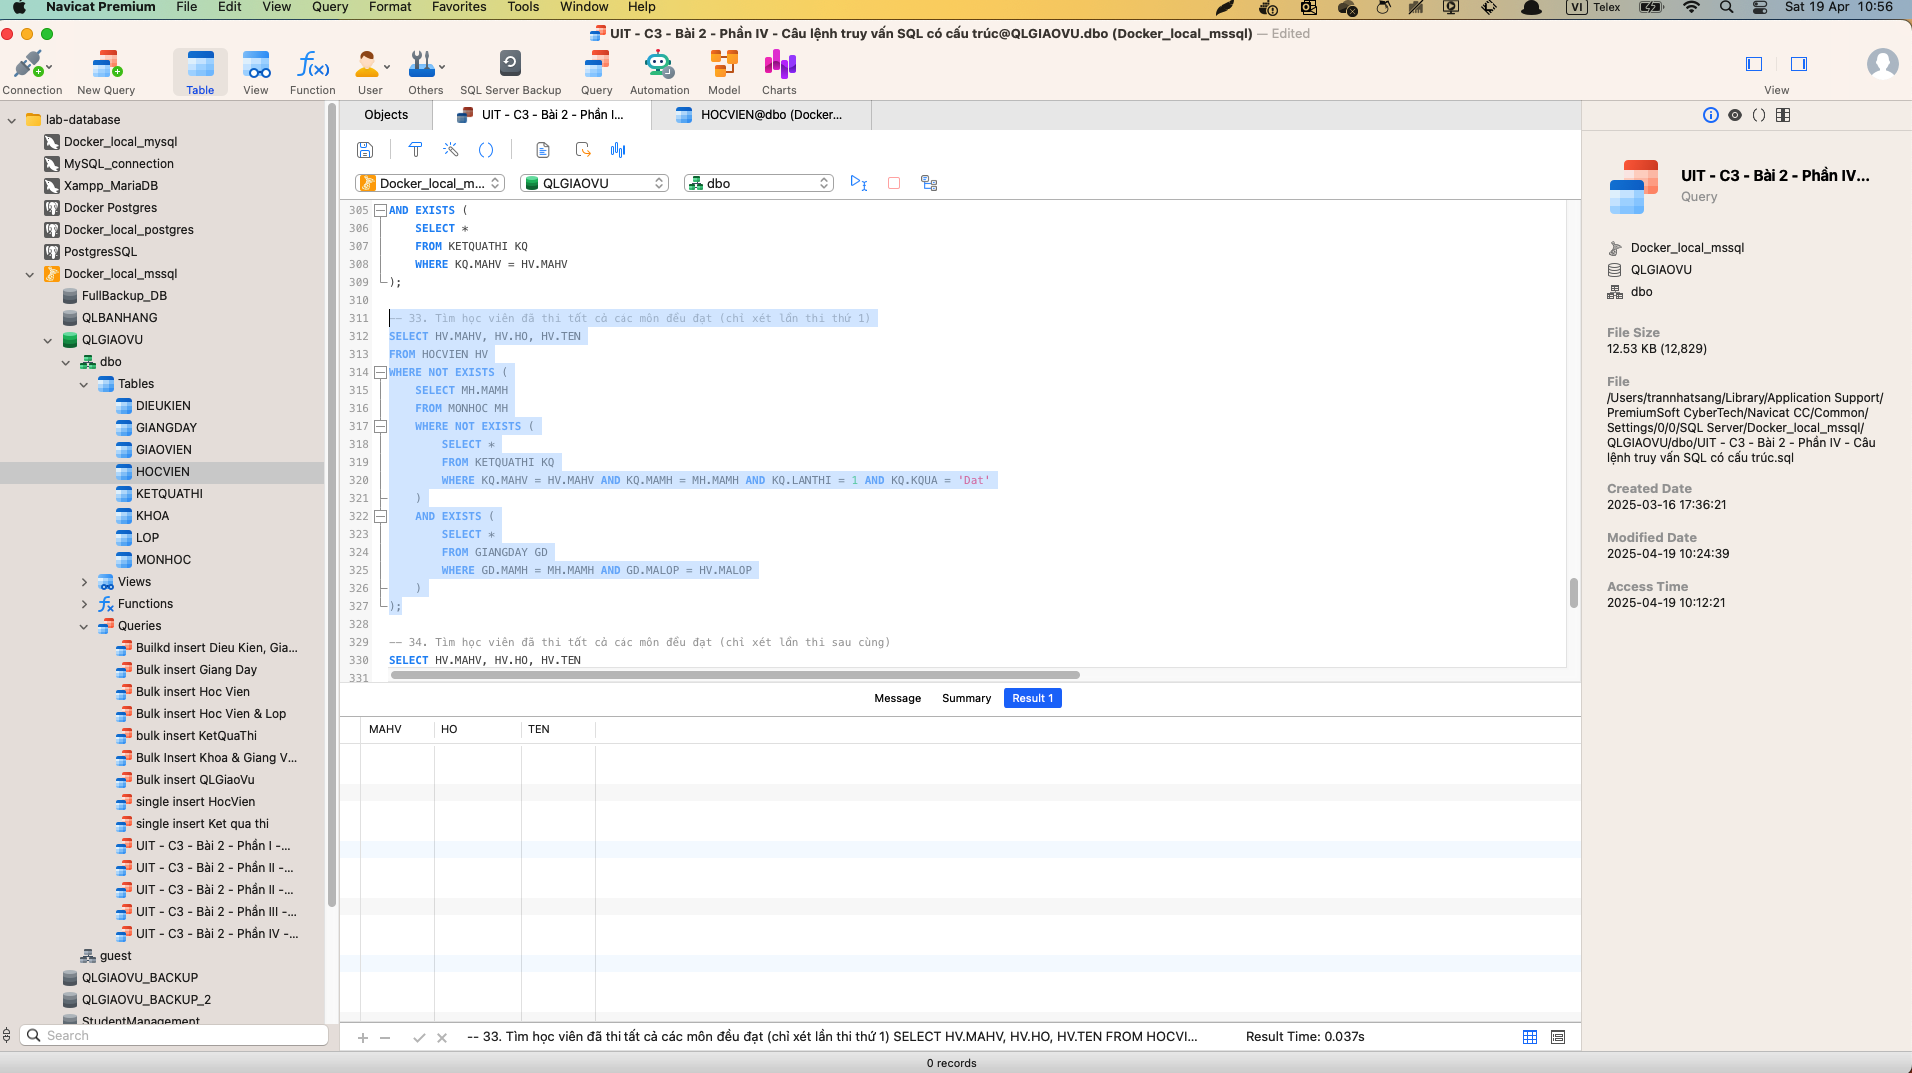 Navicat Premium File Edit View Query Format Favorites Tools Window Help VI Telex Sat 19 Apr 10:56
UIT - C3 - Bài 2 - Phần IV - Câu lệnh truy vấn SQL có cấu trúc@QLGIAOVU.dbo (Docker_local_mssql) — Edited
Connection New Query Table View Function User Others SQL Server Backup Query Automation Model Charts View
lab-database
Docker_local_mysql
MySQL_connection
Xampp_MariaDB
Docker Postgres
Docker_local_postgres
PostgresSQL
Docker_local_mssql
FullBackup_DB
QLBANHANG
QLGIAOVU
dbo
Tables
DIEUKIEN
GIANGDAY
GIAOVIEN
HOCVIEN
KETQUATHI
KHOA
LOP
MONHOC
Views
Functions
Queries
Builkd insert Dieu Kien, Gia...
Bulk insert Giang Day
Bulk insert Hoc Vien
Bulk insert Hoc Vien & Lop
bulk insert KetQuaThi
Bulk Insert Khoa & Giang V...
Bulk insert QLGiaoVu
single insert HocVien
single insert Ket qua thi
UIT - C3 - Bài 2 - Phần I -...
UIT - C3 - Bài 2 - Phần II -...
UIT - C3 - Bài 2 - Phần II -...
UIT - C3 - Bài 2 - Phần III -...
UIT - C3 - Bài 2 - Phần IV -...
guest
QLGIAOVU_BACKUP
QLGIAOVU_BACKUP_2
StudentManagement
Search
Objects UIT - C3 - Bài 2 - Phần I... HOCVIEN@dbo (Docker...
Docker_local_m... QLGIAOVU dbo
305 AND EXISTS (
306 SELECT *
307 FROM KETQUATHI KQ
308 WHERE KQ.MAHV = HV.MAHV
309 );
310
311 -- 33. Tìm học viên đã thi tất cả các môn đều đạt (chỉ xét lần thi thứ 1)
312 SELECT HV.MAHV, HV.HO, HV.TEN
313 FROM HOCVIEN HV
314 WHERE NOT EXISTS (
315 SELECT MH.MAMH
316 FROM MONHOC MH
317 WHERE NOT EXISTS (
318 SELECT *
319 FROM KETQUATHI KQ
320 WHERE KQ.MAHV = HV.MAHV AND KQ.MAMH = MH.MAMH AND KQ.LANTHI = 1 AND KQ.KQUA = 'Dat'
321 )
322 AND EXISTS (
323 SELECT *
324 FROM GIANGDAY GD
325 WHERE GD.MAMH = MH.MAMH AND GD.MALOP = HV.MALOP
326 )
327 );
328
329 -- 34. Tìm học viên đã thi tất cả các môn đều đạt (chỉ xét lần thi sau cùng)
330 SELECT HV.MAHV, HV.HO, HV.TEN
331
Message Summary Result 1
MAHV HO TEN
-- 33. Tìm học viên đã thi tất cả các môn đều đạt (chỉ xét lần thi thứ 1) SELECT HV.MAHV, HV.HO, HV.TEN FROM HOCVI... Result Time: 0.037s
0 records
UIT - C3 - Bài 2 - Phần IV...
Query
Docker_local_mssql
QLGIAOVU
dbo
File Size
12.53 KB (12,829)
File
/Users/trannhatsang/Library/Application Support/
PremiumSoft CyberTech/Navicat CC/Common/
Settings/0/0/SQL Server/Docker_local_mssql/
QLGIAOVU/dbo/UIT - C3 - Bài 2 - Phần IV - Câu
lệnh truy vấn SQL có cấu trúc.sql
Created Date
2025-03-16 17:36:21
Modified Date
2025-04-19 10:24:39
Access Time
2025-04-19 10:12:21